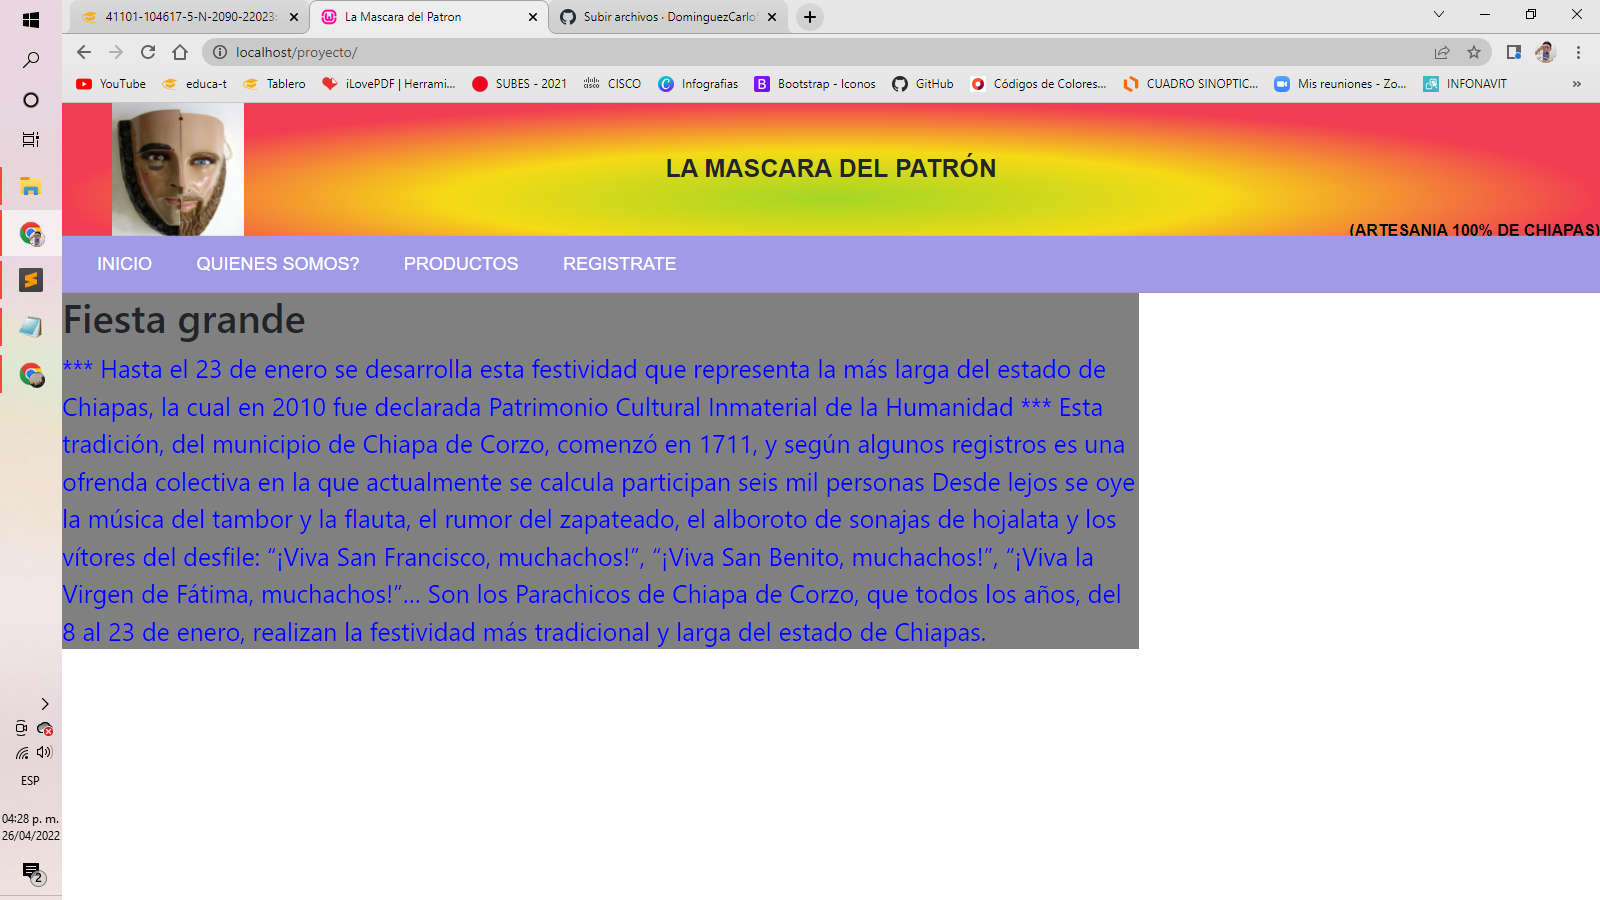 41101-104617-5-N-2090-22023
La Mascara del Patron
Subir archivos · DominguezCarlo
localhost/proyecto/
YouTube
educa-t
Tablero
iLovePDF | Herrami...
SUBES - 2021
CISCO
Infografias
Bootstrap - Iconos
GitHub
Códigos de Colores...
CUADRO SINOPTIC...
Mis reuniones - Zo...
INFONAVIT
»
LA MASCARA DEL PATRÓN
(ARTESANIA 100% DE CHIAPAS)
INICIO QUIENES SOMOS? PRODUCTOS REGISTRATE
Fiesta grande
*** Hasta el 23 de enero se desarrolla esta festividad que representa la más larga del estado de
Chiapas, la cual en 2010 fue declarada Patrimonio Cultural Inmaterial de la Humanidad *** Esta
tradición, del municipio de Chiapa de Corzo, comenzó en 1711, y según algunos registros es una
ofrenda colectiva en la que actualmente se calcula participan seis mil personas Desde lejos se oye
la música del tambor y la flauta, el rumor del zapateado, el alboroto de sonajas de hojalata y los
vítores del desfile: “¡Viva San Francisco, muchachos!”, “¡Viva San Benito, muchachos!”, “¡Viva la
Virgen de Fátima, muchachos!”... Son los Parachicos de Chiapa de Corzo, que todos los años, del
8 al 23 de enero, realizan la festividad más tradicional y larga del estado de Chiapas.
ESP
04:28 p. m.
26/04/2022
2